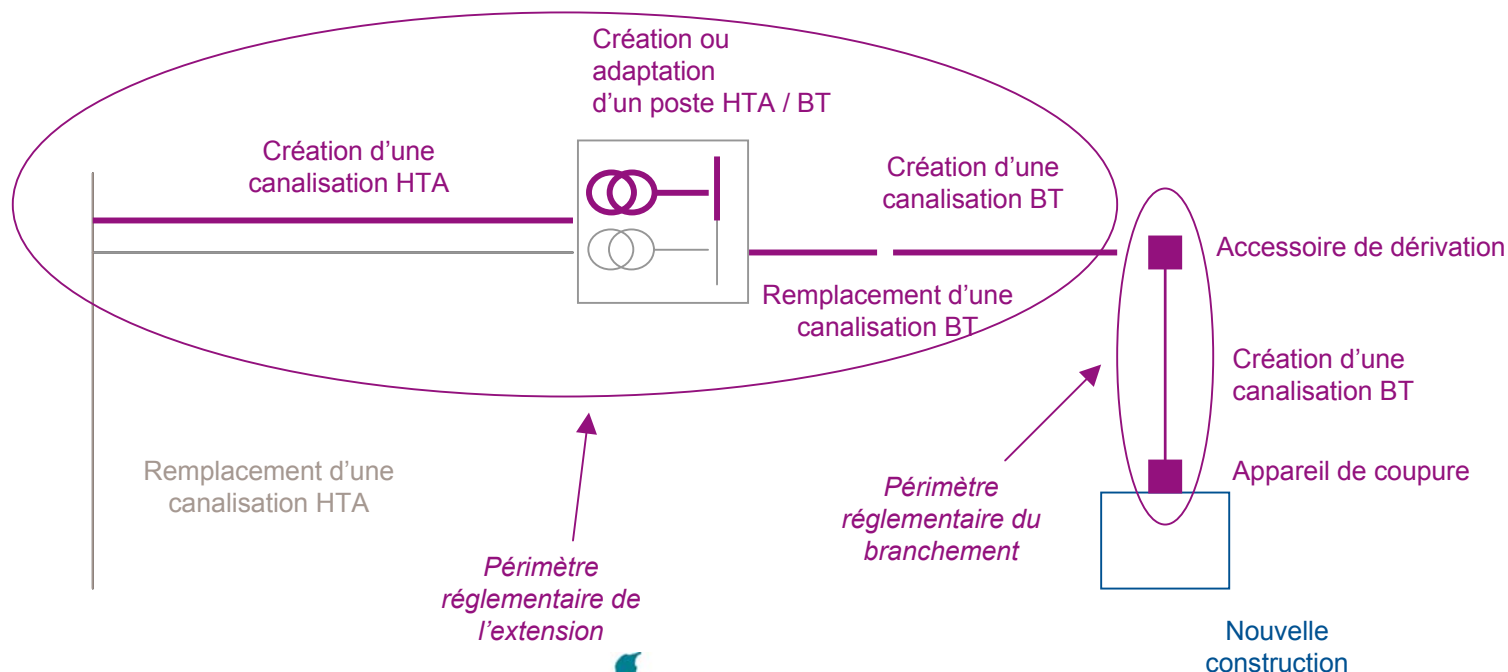 Création ou
adaptation
d’un poste HTA / BT
Création d’une
canalisation HTA
Création d’une
canalisation BT
Accessoire de dérivation
Remplacement d’une
canalisation BT
Création d’une
canalisation BT
Remplacement d’une
canalisation HTA
Appareil de coupure
Périmètre
réglementaire du
branchement
Périmètre
réglementaire de
l’extension
Nouvelle
construction